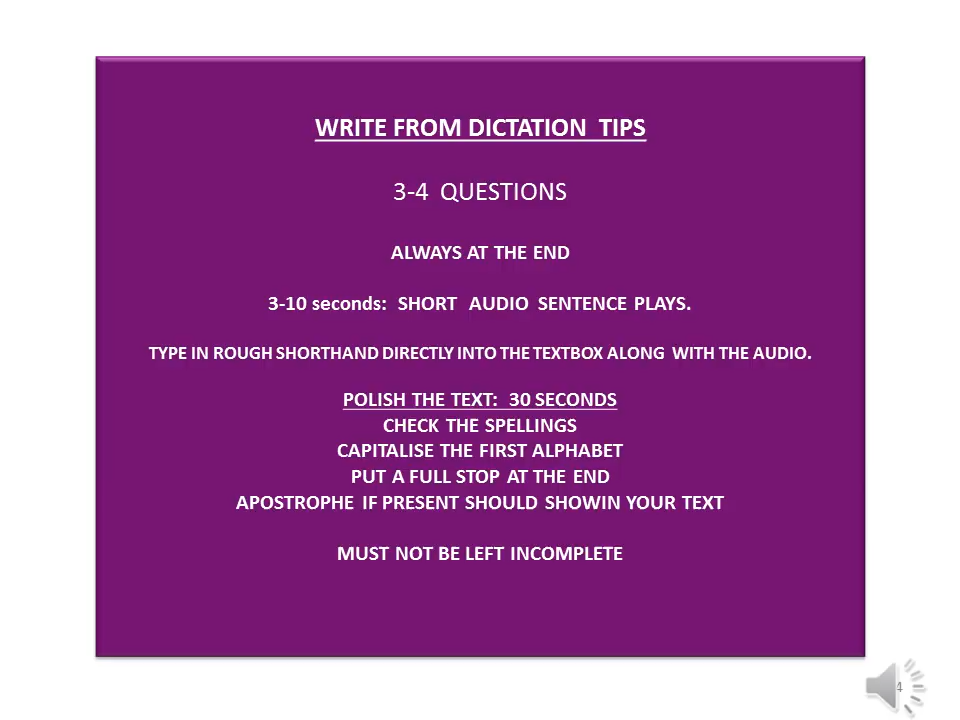 WRITE FROM DICTATION TIPS
3-4 QUESTIONS
ALWAYS AT THE END
3-10 seconds: SHORT AUDIO SENTENCE PLAYS.
TYPE IN ROUGH SHORTHAND DIRECTLY INTO THE TEXTBOX ALONG WITH THE AUDIO.
POLISH THE TEXT: 30 SECONDS
CHECK THE SPELLINGS
CAPITALISE THE FIRST ALPHABET
PUT A FULL STOP AT THE END
APOSTROPHE IF PRESENT SHOULD SHOWIN YOUR TEXT
MUST NOT BE LEFT INCOMPLETE